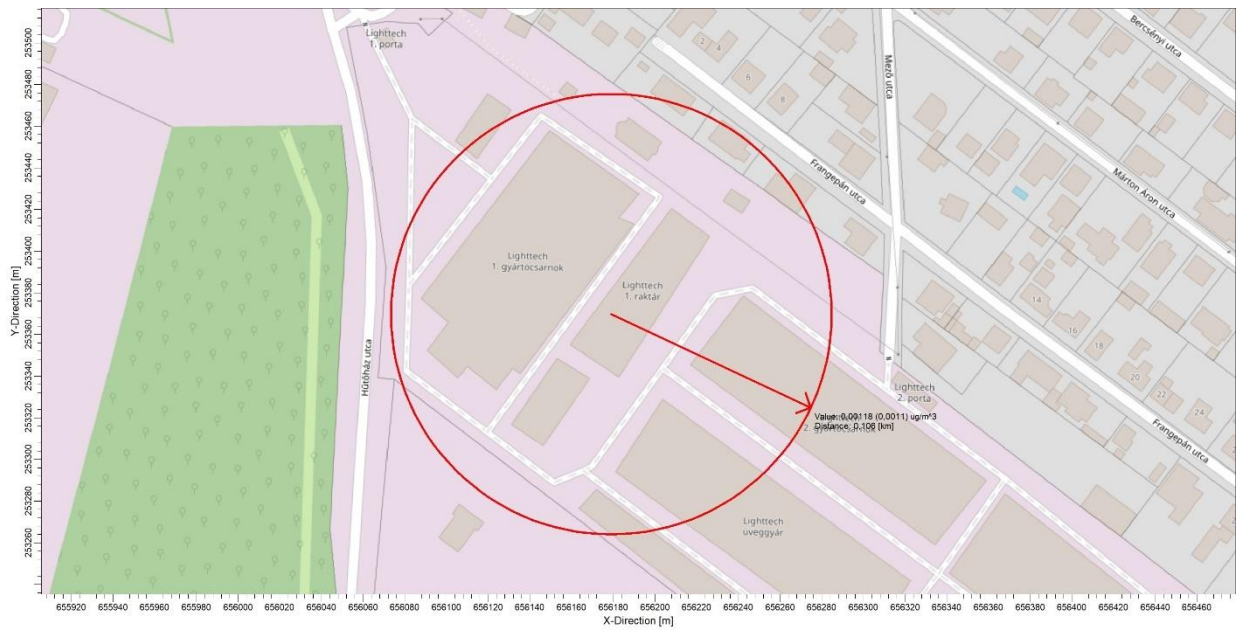 Lighttech
1. porta
2
4
6
8
Bercsényi utca
Mező utca
Frangepán utca
Márton Áron utca
Lighttech
1. gyártócsarnok
Lighttech
1. raktár
14
16
18
20
22
24
Hűtőház utca
Lighttech
2. porta
Value: 0,00118 (0,0011) ug/m^3
2. gyártócsarnok
Distance: 0,106 [km]
Frangepán utca
Lighttech
uveggyár
Y-Direction [m]
253500
253480
253460
253440
253420
253400
253380
253360
253340
253320
253300
253280
253260
655920 655940 655960 655980 656000 656020 656040 656060 656080 656100 656120 656140 656160 656180 656200 656220 656240 656260 656280 656300 656320 656340 656360 656380 656400 656420 656440 656460
X-Direction [m]